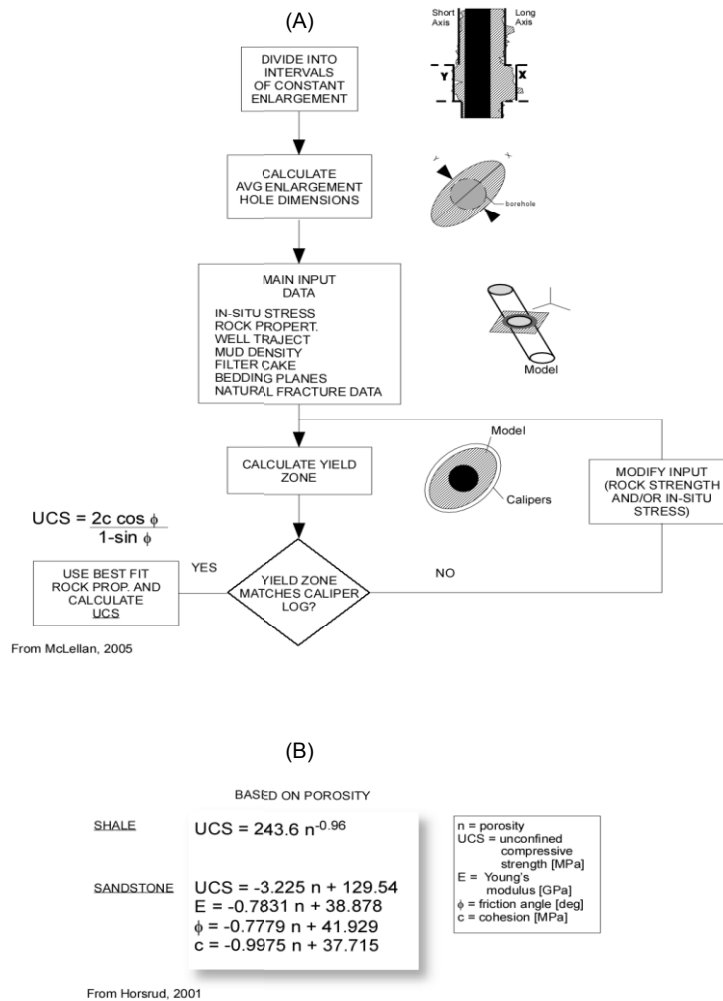 (A)
Short
Axis
Long
Axis
DIVIDE INTO
INTERVALS
OF CONSTANT
ENLARGEMENT
Y
X
CALCULATE
AVG ENLARGEMENT
HOLE DIMENSIONS
Y
X
borehole
MAIN INPUT
DATA
IN-SITU STRESS
ROCK PROPERT.
WELL TRAJECT
MUD DENSITY
FILTER CAKE
BEDDING PLANES
NATURAL FRACTURE DATA
Model
CALCULATE YIELD
ZONE
Model
Calipers
MODIFY INPUT
(ROCK STRENGTH
AND/OR IN-SITU
STRESS)
UCS = 2c cos ϕ
1-sin ϕ
USE BEST FIT
ROCK PROP. AND
CALCULATE
UCS
YES
YIELD ZONE
MATCHES CALIPER
LOG?
NO
From McLellan, 2005
(B)
BASED ON POROSITY
SHALE
UCS = 243.6 n^-0.96
SANDSTONE
UCS = -3.225 n + 129.54
E = -0.7831 n + 38.878
ϕ = -0.7779 n + 41.929
c = -0.9975 n + 37.715
n = porosity
UCS = unconfined
compressive
strength [MPa]
E = Young's
modulus [GPa]
ϕ = friction angle [deg]
c = cohesion [MPa]
From Horsrud, 2001